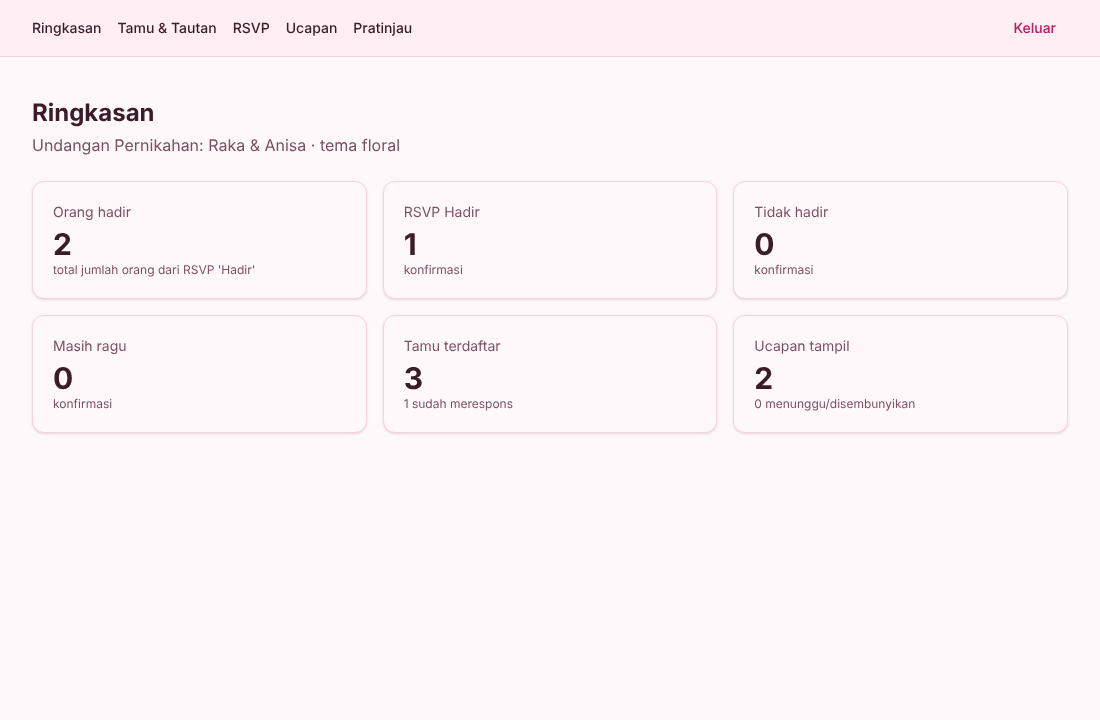 Ringkasan
Tamu & Tautan
RSVP
Ucapan
Pratinjau
Keluar
Ringkasan
Undangan Pernikahan: Raka & Anisa · tema floral
Orang hadir
2
total jumlah orang dari RSVP 'Hadir'
RSVP Hadir
1
konfirmasi
Tidak hadir
0
konfirmasi
Masih ragu
0
konfirmasi
Tamu terdaftar
3
1 sudah merespons
Ucapan tampil
2
0 menunggu/disembunyikan